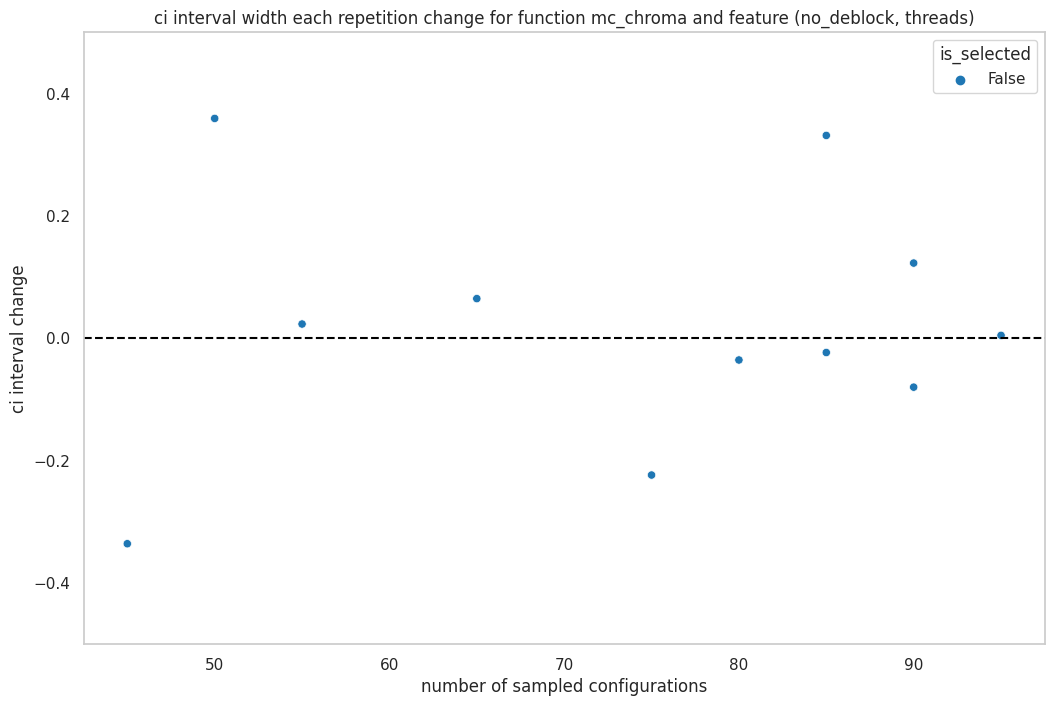 ci interval width each repetition change for function mc_chroma and feature (no_deblock, threads)
is_selected
False
ci interval change
0.4
0.2
0.0
−0.2
−0.4
50 60 70 80 90
number of sampled configurations